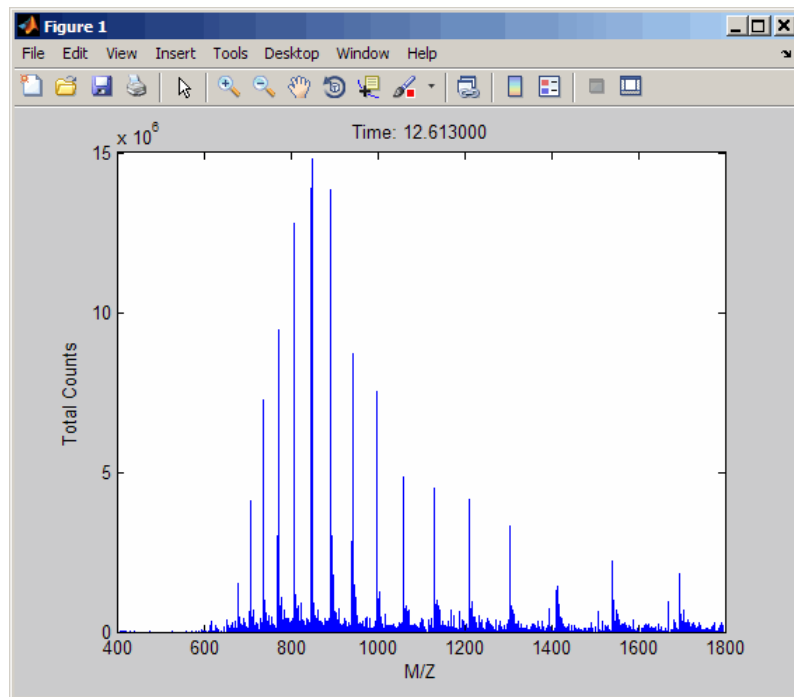 Figure 1
File Edit View Insert Tools Desktop Window Help
x 10^6
Time: 12.613000
15
10
5
0
Total Counts
400 600 800 1000 1200 1400 1600 1800
M/Z